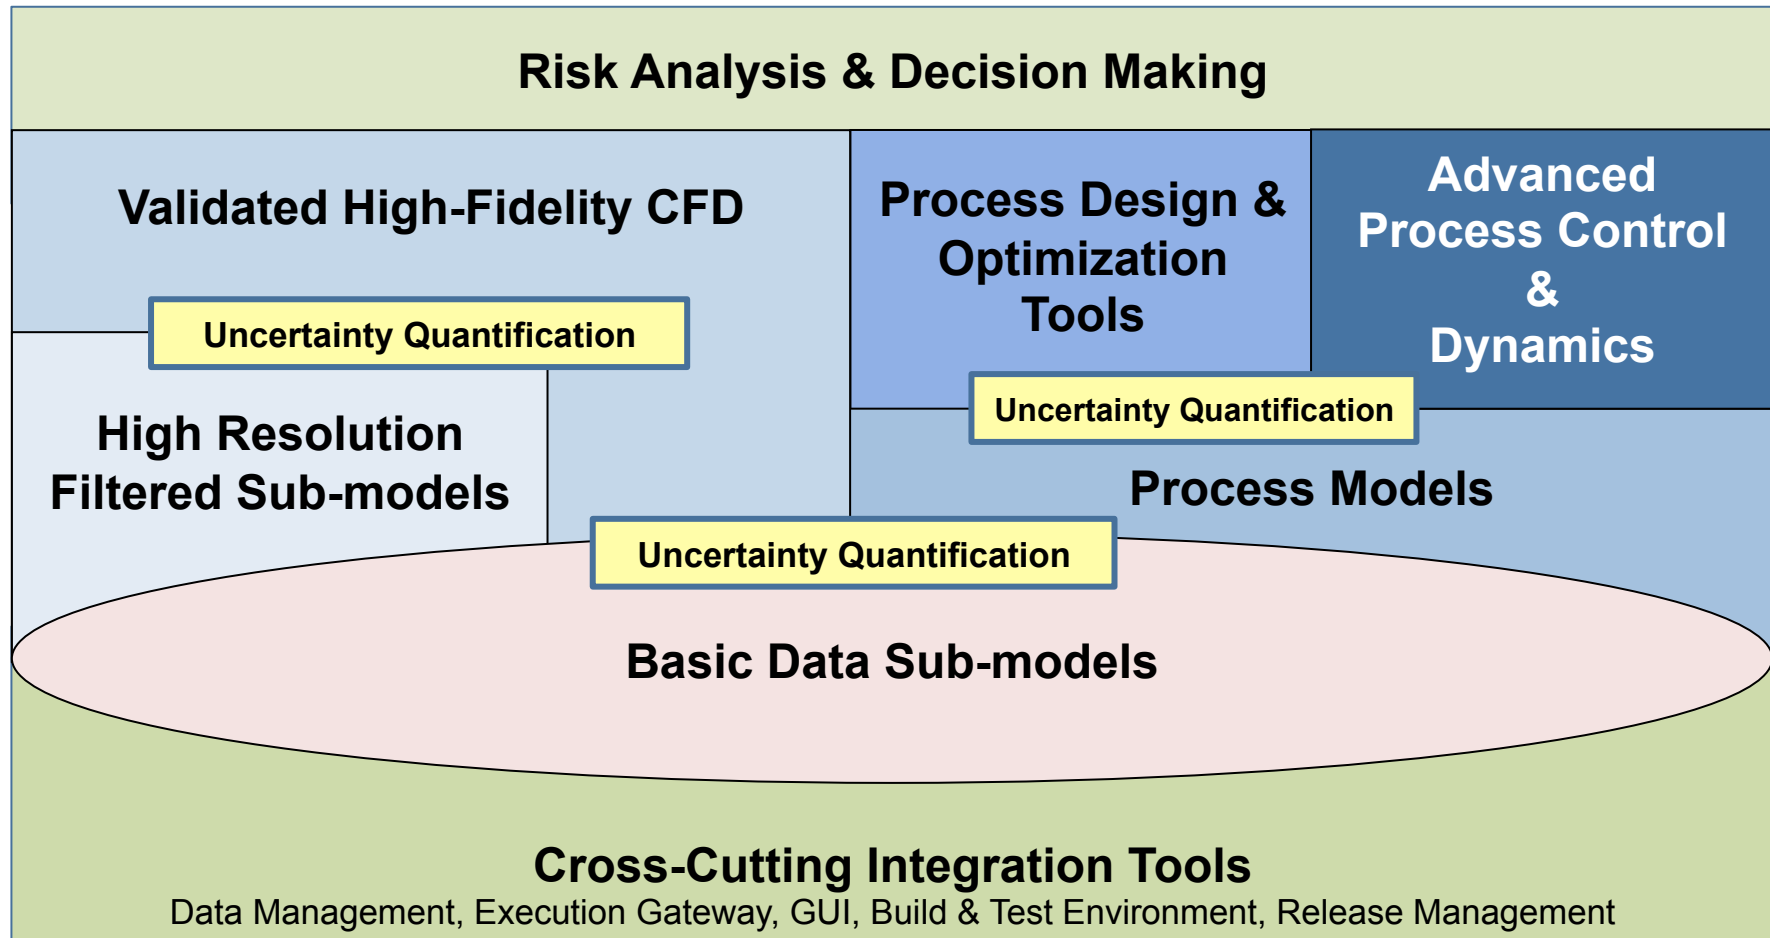 Risk Analysis & Decision Making
Validated High-Fidelity CFD
Process Design &
Optimization
Tools
Advanced
Process Control
&
Dynamics
Uncertainty Quantification
Uncertainty Quantification
High Resolution
Filtered Sub-models
Process Models
Uncertainty Quantification
Basic Data Sub-models
Cross-Cutting Integration Tools
Data Management, Execution Gateway, GUI, Build & Test Environment, Release Management